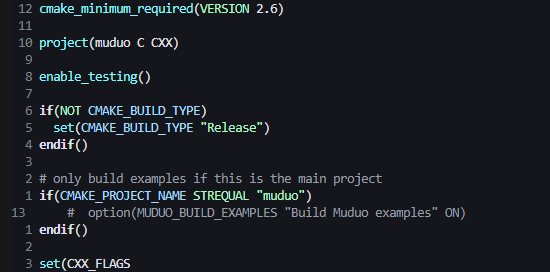 12 cmake_minimum_required(VERSION 2.6)
11
10 project(muduo C CXX)
9
8 enable_testing()
7
6 if(NOT CMAKE_BUILD_TYPE)
5   set(CMAKE_BUILD_TYPE "Release")
4 endif()
3
2 # only build examples if this is the main project
1 if(CMAKE_PROJECT_NAME STREQUAL "muduo")
13     #  option(MUDUO_BUILD_EXAMPLES "Build Muduo examples" ON)
1 endif()
2
3 set(CXX_FLAGS